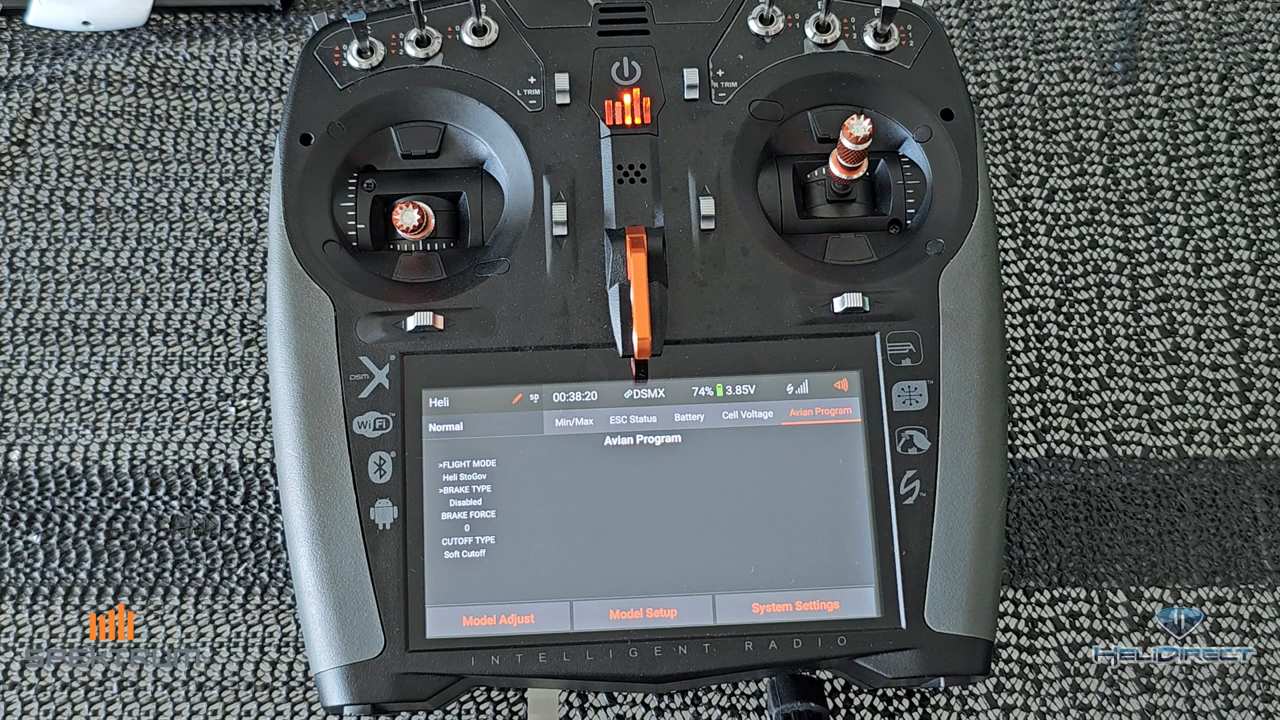 L TRIM
R TRIM
DSM X
WiFi
Heli
SD
00:38:20
DSMX
74%
3.85V
Normal
Min/Max
ESC Status
Battery
Cell Voltage
Avian Program
Avian Program
>FLIGHT MODE
Heli StoGov
>BRAKE TYPE
Disabled
BRAKE FORCE
0
CUTOFF TYPE
Soft Cutoff
Model Adjust
Model Setup
System Settings
INTELLIGENT RADIO
HELIDIRECT